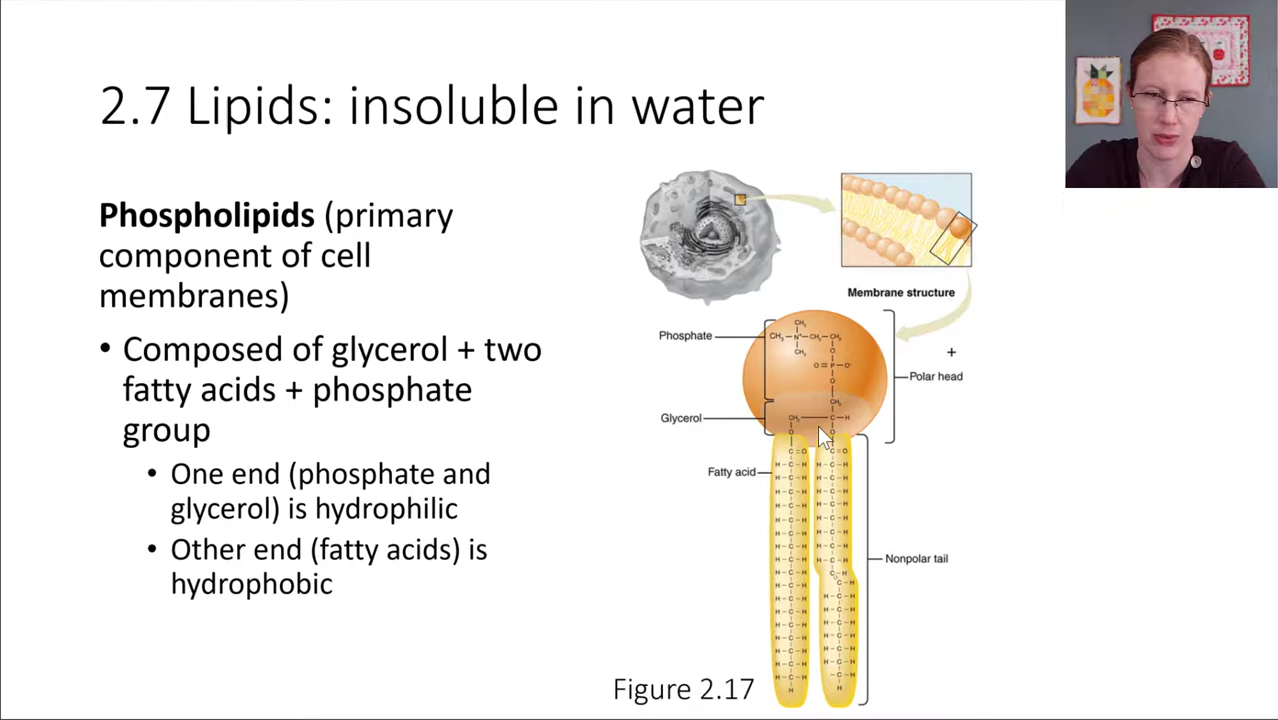 2.7 Lipids: insoluble in water
Phospholipids (primary
component of cell
membranes)
• Composed of glycerol + two
fatty acids + phosphate
group
• One end (phosphate and
glycerol) is hydrophilic
• Other end (fatty acids) is
hydrophobic
Membrane structure
Phosphate
+
Polar head
Glycerol
Fatty acid
Nonpolar tail
Figure 2.17